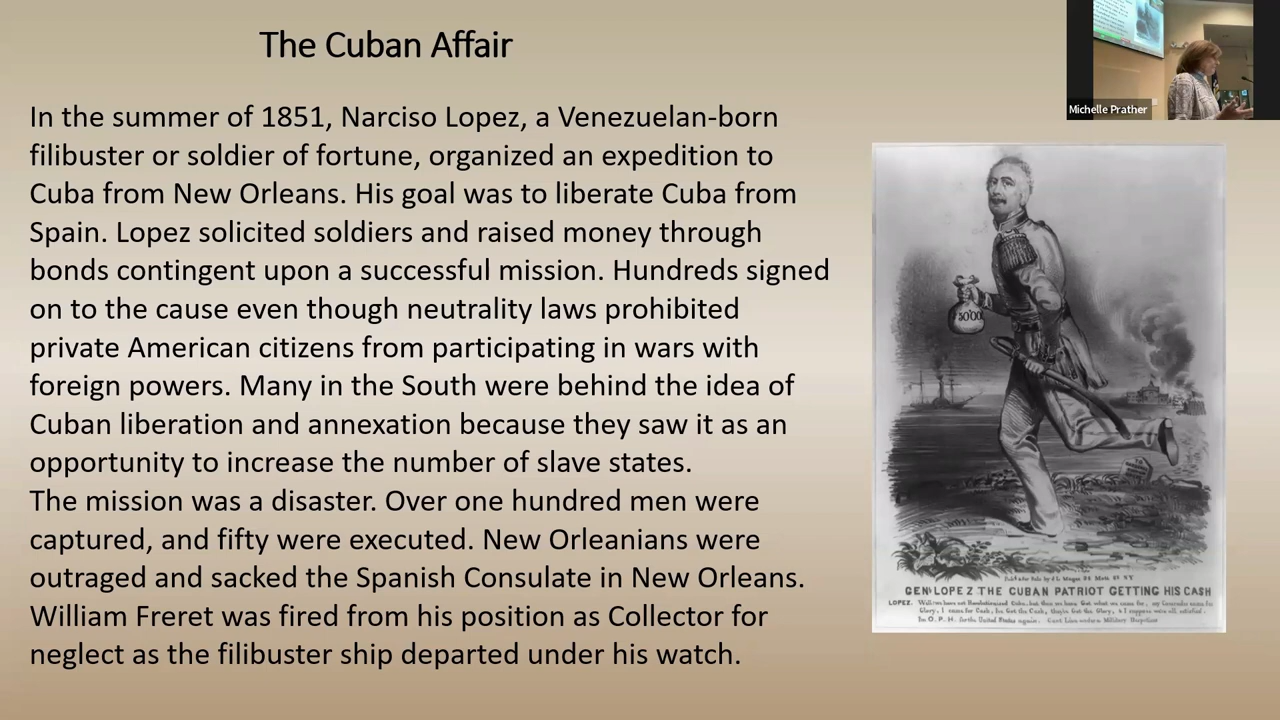 The Cuban Affair
Michelle Prather
In the summer of 1851, Narciso Lopez, a Venezuelan-born
filibuster or soldier of fortune, organized an expedition to
Cuba from New Orleans. His goal was to liberate Cuba from
Spain. Lopez solicited soldiers and raised money through
bonds contingent upon a successful mission. Hundreds signed
on to the cause even though neutrality laws prohibited
private American citizens from participating in wars with
foreign powers. Many in the South were behind the idea of
Cuban liberation and annexation because they saw it as an
opportunity to increase the number of slave states.
The mission was a disaster. Over one hundred men were
captured, and fifty were executed. New Orleanians were
outraged and sacked the Spanish Consulate in New Orleans.
William Freret was fired from his position as Collector for
neglect as the filibuster ship departed under his watch.
GENL LOPEZ THE CUBAN PATRIOT GETTING HIS CASH
LOPEZ.